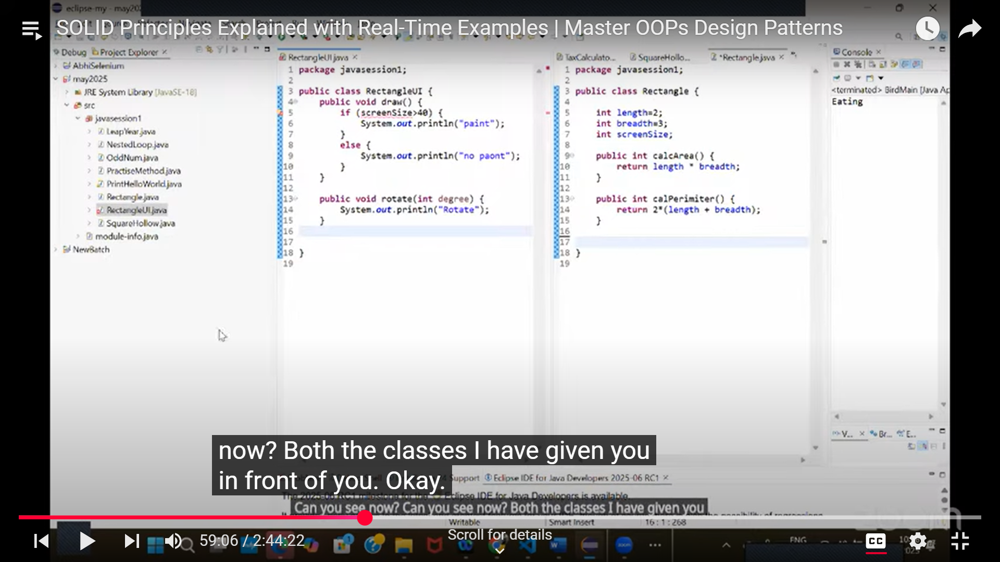 eclipse-my - may202
SOLID Principles Explained with Real-Time Examples | Master OOPs Design Patterns
Debug
Project Explorer
AbhiSelenium
may2025
JRE System Library [JavaSE-18]
src
javasession1
LeapYear.java
NestedLoop.java
OddNum.java
PractiseMethod.java
PrintHelloWorld.java
Rectangle.java
RectangleUI.java
SquareHollow.java
module-info.java
NewBatch
RectangleUI.java
1 package javasession1;
2
3 public class RectangleUI {
4 public void draw() {
5 if (screenSize>40) {
6 System.out.println("paint");
7 }
8 else {
9 System.out.println("no paont");
10 }
11 }
12
13 public void rotate(int degree) {
14 System.out.println("Rotate");
15 }
16
17
18 }
19
TaxCalculato...
SquareHollo...
*Rectangle.java
1 package javasession1;
2
3 public class Rectangle {
4
5 int length=2;
6 int breadth=3;
7 int screenSize;
8
9 public int calcArea() {
10 return length * breadth;
11 }
12
13 public int calPerimiter() {
14 return 2*(length + breadth);
15 }
16
17
18 }
19
Console
<terminated> BirdMain [Java Ap
Eating
V...
Br...
E...
now? Both the classes I have given you
in front of you. Okay.
Support
Eclipse IDE for Java Developers 2025-06 RC1
The 2025-06 RC1 milestone for the Eclipse IDE for Java Developers is available.
Can you see now? Can you see now? Both the classes I have given you
Writable
Smart Insert
16 : 1 : 268
59:06 / 2:44:22
Scroll for details
ENG
CC